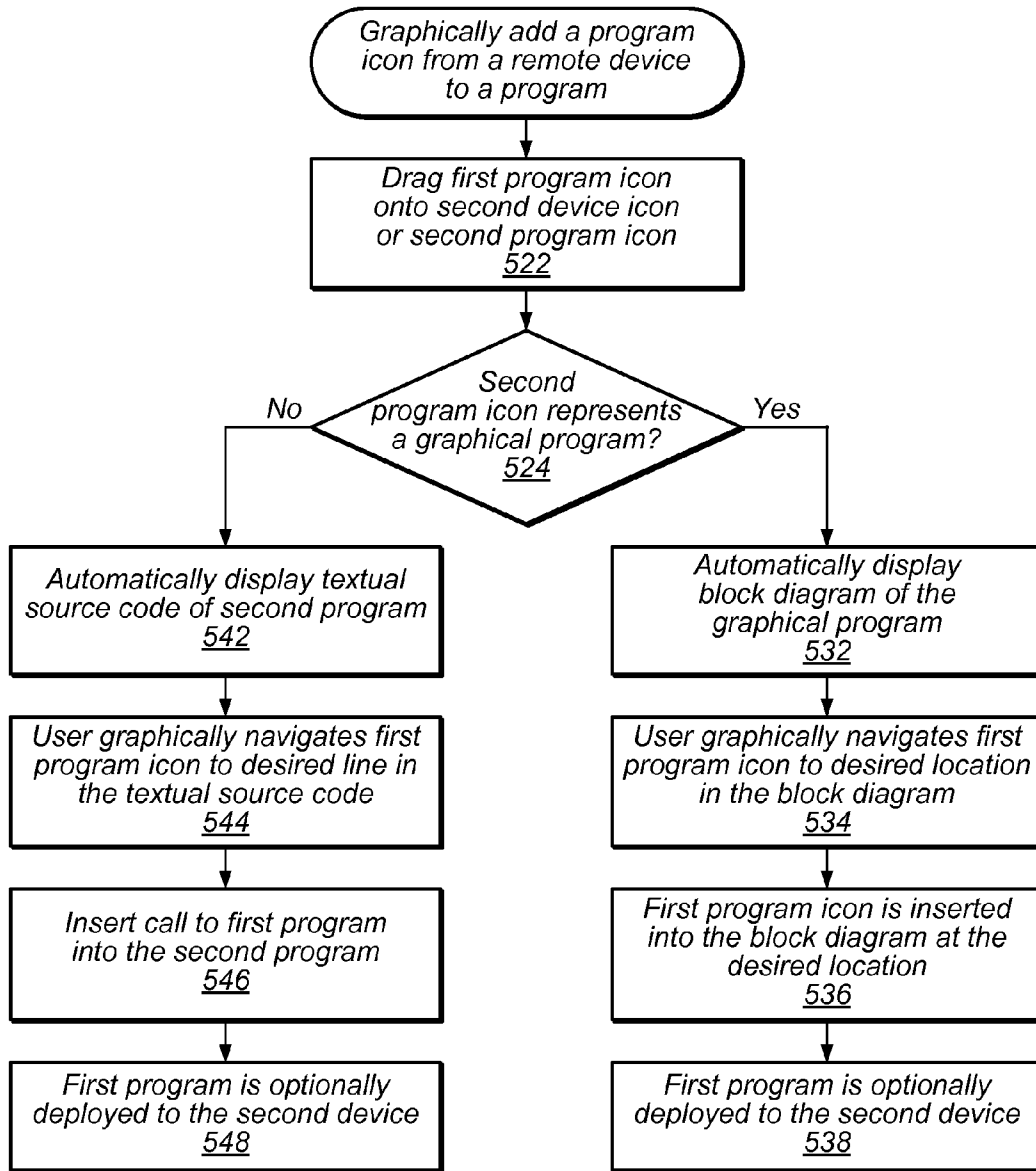 Graphically add a program
icon from a remote device
to a program
Drag first program icon
onto second device icon
or second program icon
522
Second
program icon represents
a graphical program?
524
No
Yes
Automatically display textual
source code of second program
542
User graphically navigates first
program icon to desired line in
the textual source code
544
Insert call to first program
into the second program
546
First program is optionally
deployed to the second device
548
Automatically display
block diagram of the
graphical program
532
User graphically navigates first
program icon to desired location
in the block diagram
534
First program icon is inserted
into the block diagram at the
desired location
536
First program is optionally
deployed to the second device
538